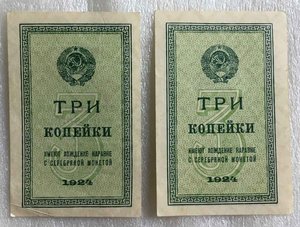 ТРИ
КОПЕЙКИ
ИМЕЮТ ХОЖДЕНИЕ НАРАВНЕ
С СЕРЕБРЯНОЙ МОНЕТОЙ
1924
ТРИ
КОПЕЙКИ
ИМЕЮТ ХОЖДЕНИЕ НАРАВНЕ
С СЕРЕБРЯНОЙ МОНЕТОЙ
1924